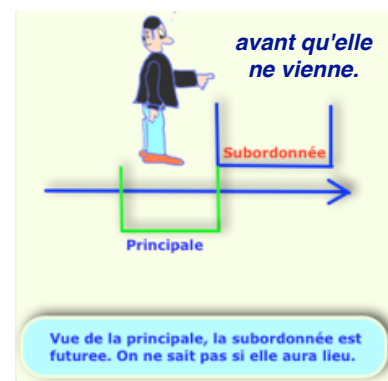 avant qu'elle
ne vienne.
Subordonnée
Principale
Vue de la principale, la subordonnée est
futuree. On ne sait pas si elle aura lieu.